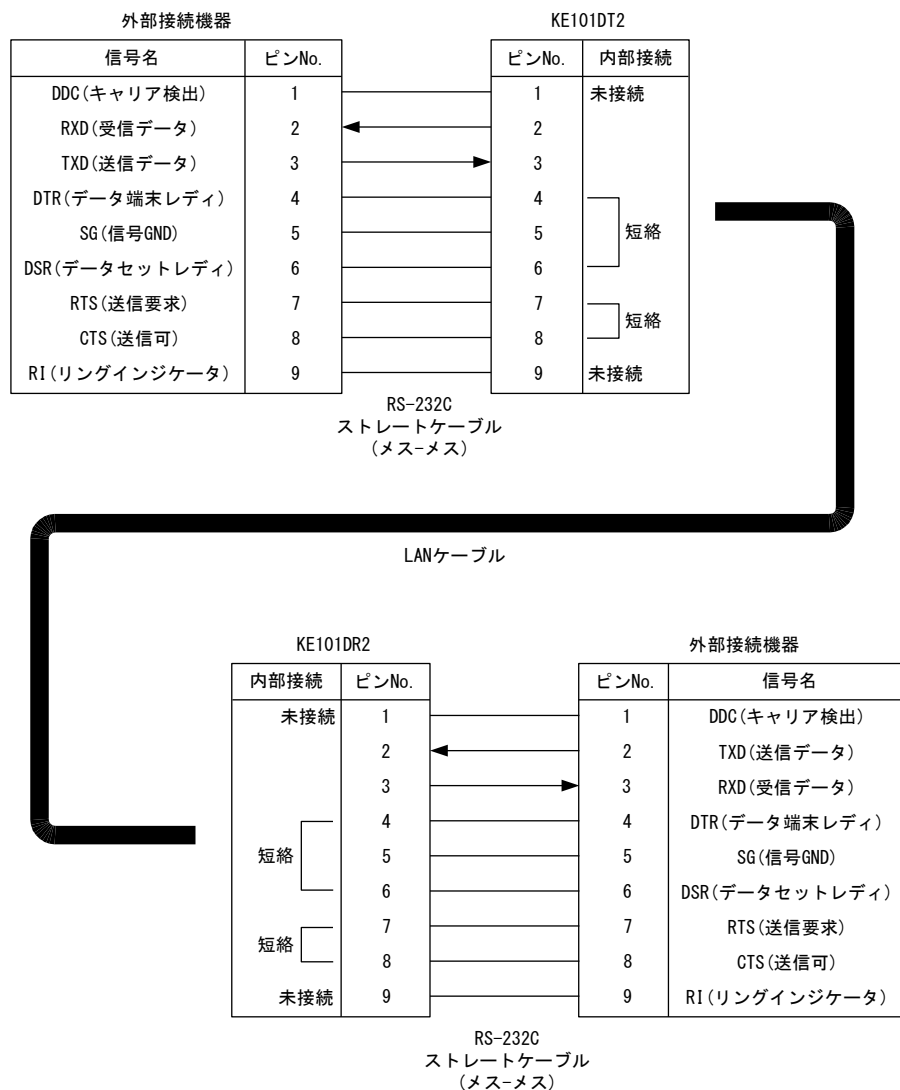 外部接続機器 KE101DT2
信号名 ピンNo. ピンNo. 内部接続
DDC(キャリア検出) 1 1 未接続
RXD(受信データ) 2 2
TXD(送信データ) 3 3
DTR(データ端末レディ) 4 4
SG(信号GND) 5 5 短絡
DSR(データセットレディ) 6 6
RTS(送信要求) 7 7
短絡
CTS(送信可) 8 8
RI(リングインジケータ) 9 9 未接続
RS-232C
ストレートケーブル
(メス-メス)
LANケーブル
KE101DR2 外部接続機器
内部接続 ピンNo. ピンNo. 信号名
未接続 1 1 DDC(キャリア検出)
2 2 TXD(送信データ)
3 3 RXD(受信データ)
4 4 DTR(データ端末レディ)
短絡 5 5 SG(信号GND)
6 6 DSR(データセットレディ)
7 7 RTS(送信要求)
短絡
8 8 CTS(送信可)
未接続 9 9 RI(リングインジケータ)
RS-232C
ストレートケーブル
(メス-メス)